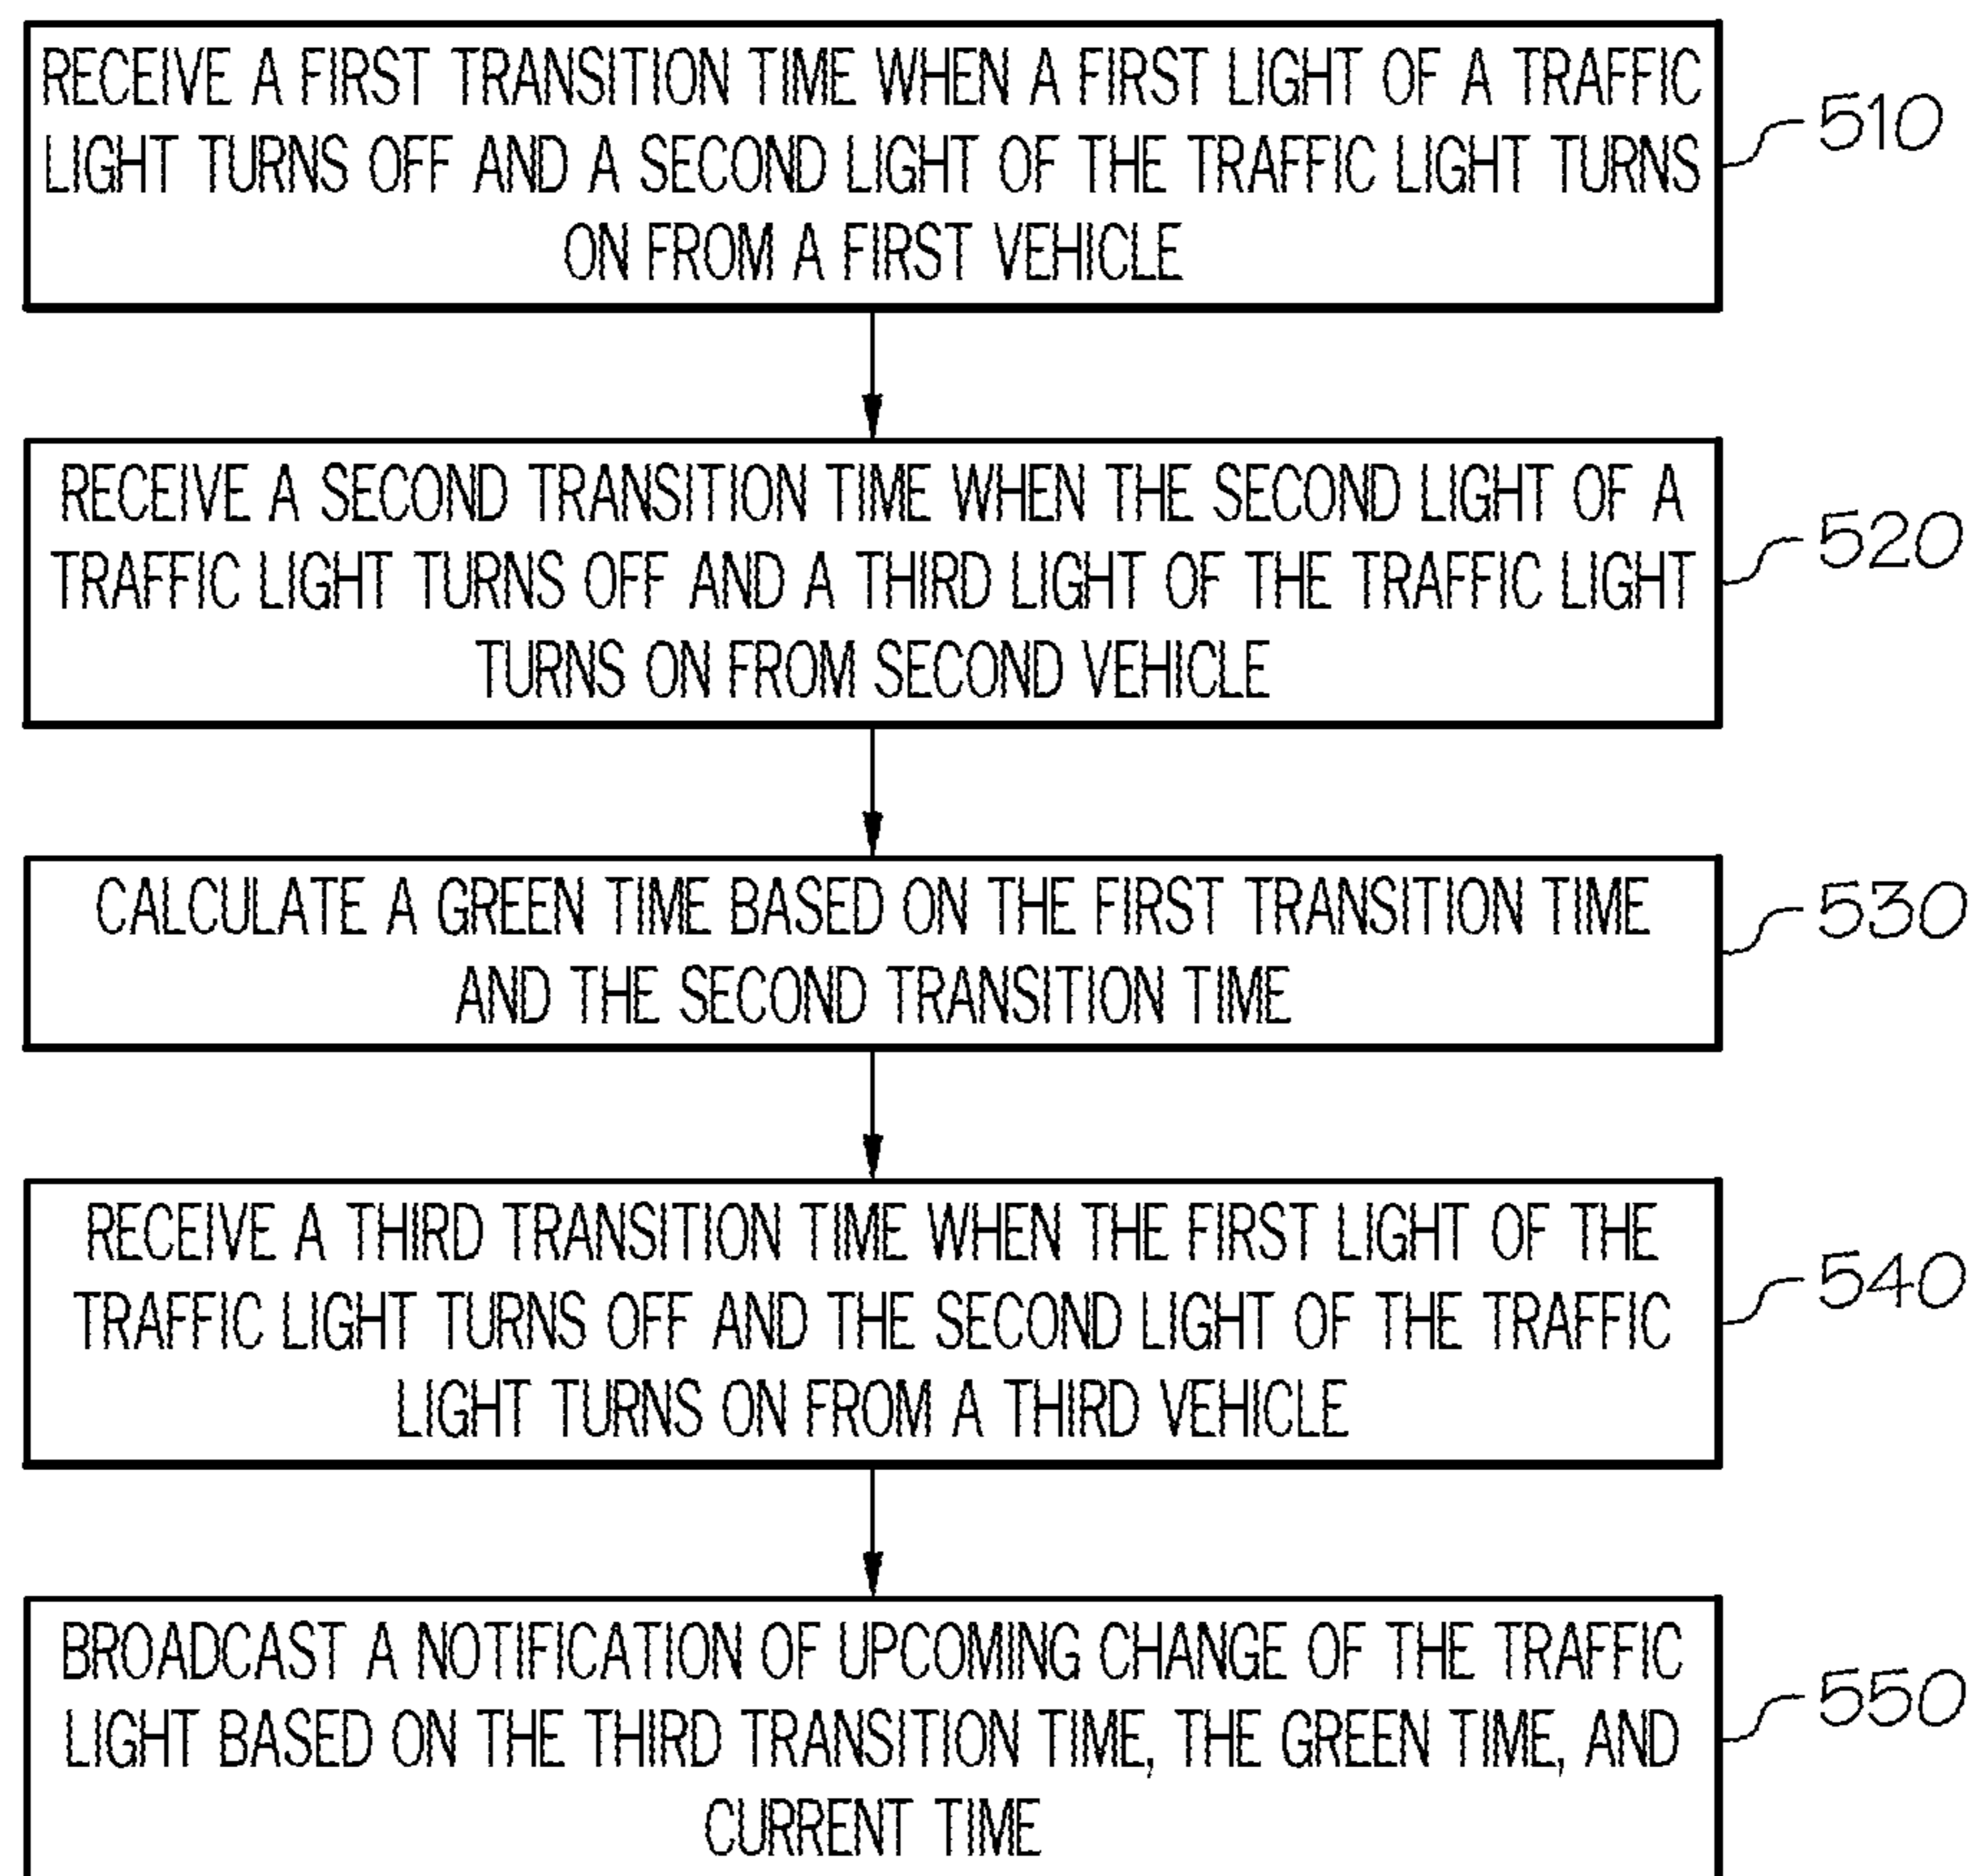 RECEIVE A FIRST TRANSITION TIME WHEN A FIRST LIGHT OF A TRAFFIC
LIGHT TURNS OFF AND A SECOND LIGHT OF THE TRAFFIC LIGHT TURNS
ON FROM A FIRST VEHICLE
510
RECEIVE A SECOND TRANSITION TIME WHEN THE SECOND LIGHT OF A
TRAFFIC LIGHT TURNS OFF AND A THIRD LIGHT OF THE TRAFFIC LIGHT
TURNS ON FROM SECOND VEHICLE
520
CALCULATE A GREEN TIME BASED ON THE FIRST TRANSITION TIME
AND THE SECOND TRANSITION TIME
530
RECEIVE A THIRD TRANSITION TIME WHEN THE FIRST LIGHT OF THE
TRAFFIC LIGHT TURNS OFF AND THE SECOND LIGHT OF THE TRAFFIC
LIGHT TURNS ON FROM A THIRD VEHICLE
540
BROADCAST A NOTIFICATION OF UPCOMING CHANGE OF THE TRAFFIC
LIGHT BASED ON THE THIRD TRANSITION TIME, THE GREEN TIME, AND
CURRENT TIME
550